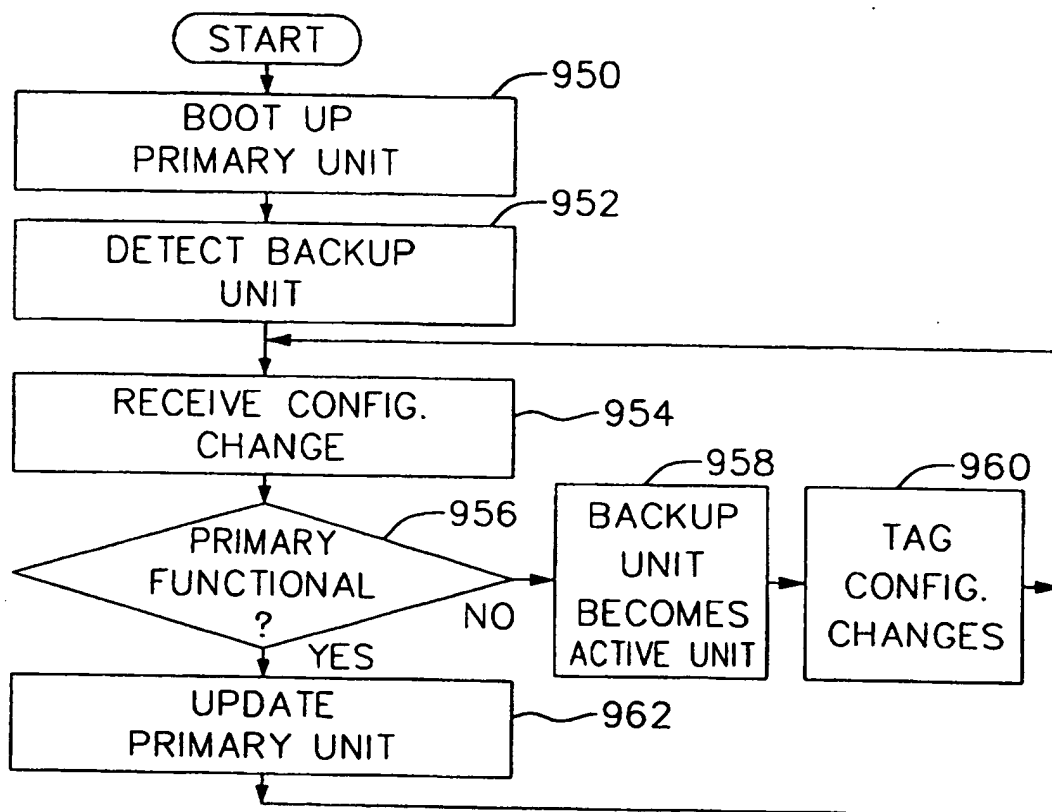 START
950
BOOT UP
PRIMARY UNIT
952
DETECT BACKUP
UNIT
RECEIVE CONFIG.
CHANGE
954
956
PRIMARY
FUNCTIONAL
?
NO
YES
958
BACKUP
UNIT
BECOMES
ACTIVE UNIT
960
TAG
CONFIG.
CHANGES
UPDATE
PRIMARY UNIT
962